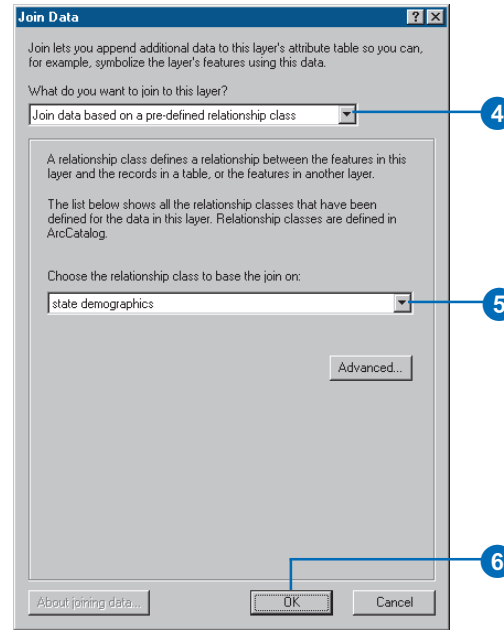 Join Data
Join lets you append additional data to this layer's attribute table so you can,
for example, symbolize the layer's features using this data.
What do you want to join to this layer?
Join data based on a pre-defined relationship class
4
A relationship class defines a relationship between the features in this
layer and the records in a table, or the features in another layer.
The list below shows all the relationship classes that have been
defined for the data in this layer. Relationship classes are defined in
ArcCatalog.
Choose the relationship class to base the join on:
state demographics
5
Advanced...
6
About joining data...
OK
Cancel